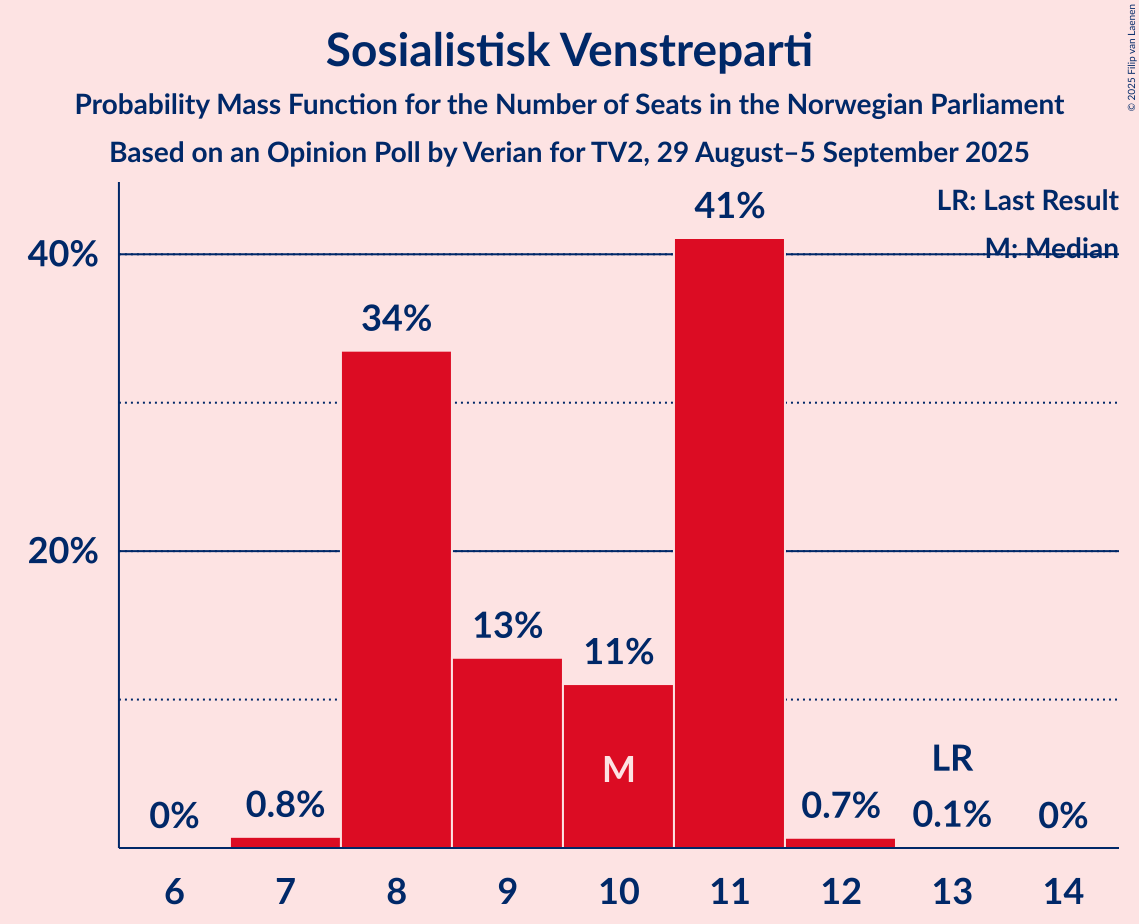 Sosialistisk Venstreparti
Probability Mass Function for the Number of Seats in the Norwegian Parliament
Based on an Opinion Poll by Verian for TV2, 29 August–5 September 2025
© 2025 Filip van Laenen
LR: Last Result
M: Median
41%
40%
34%
20%
13%
11%
M
LR
0%
0.8%
0.7%
0.1%
0%
6 7 8 9 10 11 12 13 14